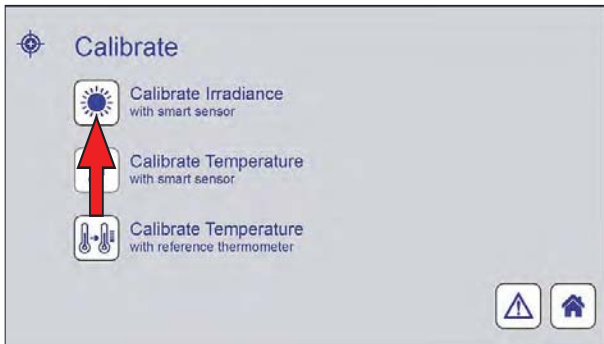 Calibrate
Calibrate Irradiance
with smart sensor
Calibrate Temperature
with smart sensor
Calibrate Temperature
with reference thermometer